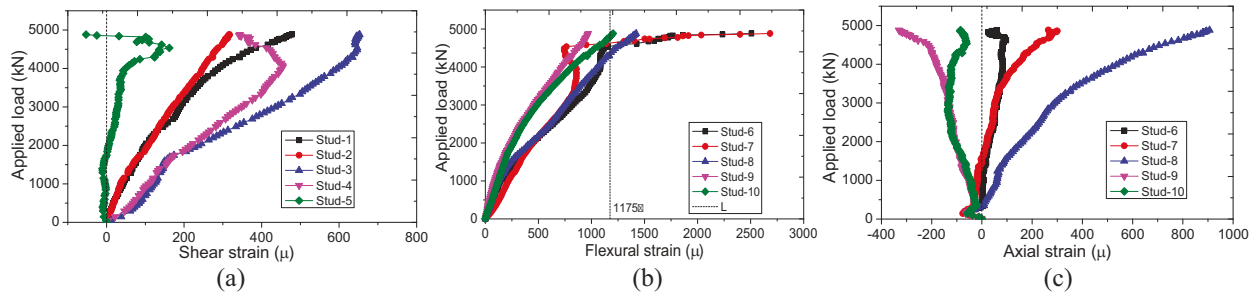 5000
4000
3000
2000
1000
0
Applied load (kN)
0 200 400 600 800
Shear strain (μ)
Stud-1
Stud-2
Stud-3
Stud-4
Stud-5
(a)
5000
4000
3000
2000
1000
0
Applied load (kN)
0 500 1000 1500 2000 2500 3000
Flexural strain (μ)
Stud-6
Stud-7
Stud-8
Stud-9
Stud-10
L
1175
(b)
5000
4000
3000
2000
1000
0
Applied load (kN)
-400 -200 0 200 400 600 800 1000
Axial strain (μ)
Stud-6
Stud-7
Stud-8
Stud-9
Stud-10
(c)